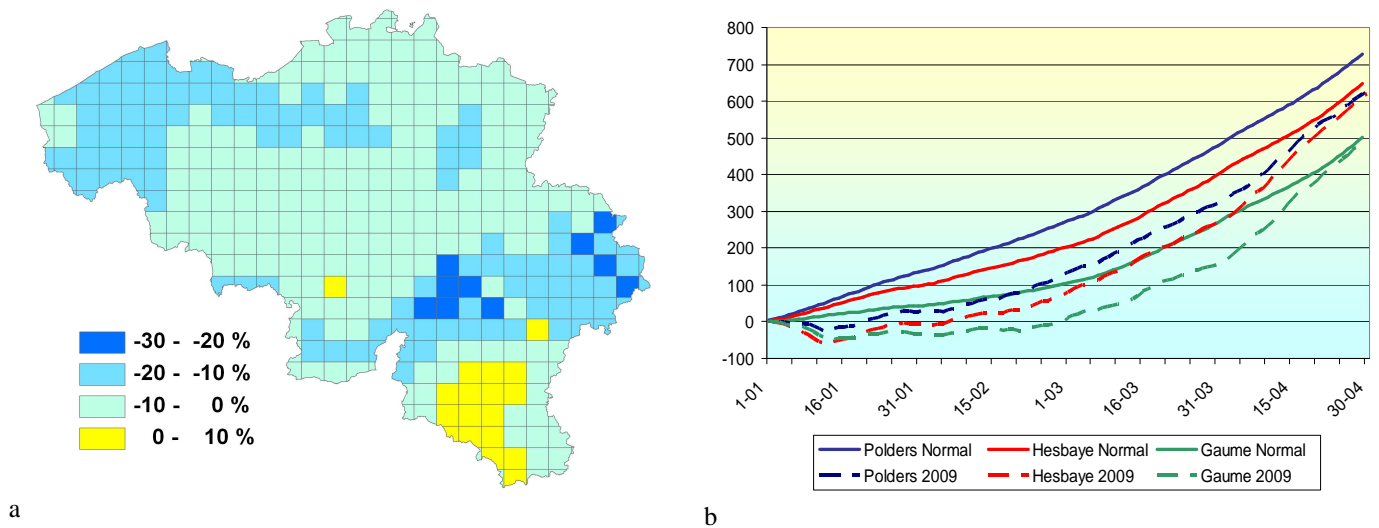 -30 - -20 %
-20 - -10 %
-10 - 0 %
0 - 10 %
a
800
700
600
500
400
300
200
100
0
-100
1-01
16-01
31-01
15-02
1-03
16-03
31-03
15-04
30-04
Polders Normal Hesbaye Normal Gaume Normal
Polders 2009 Hesbaye 2009 Gaume 2009
b